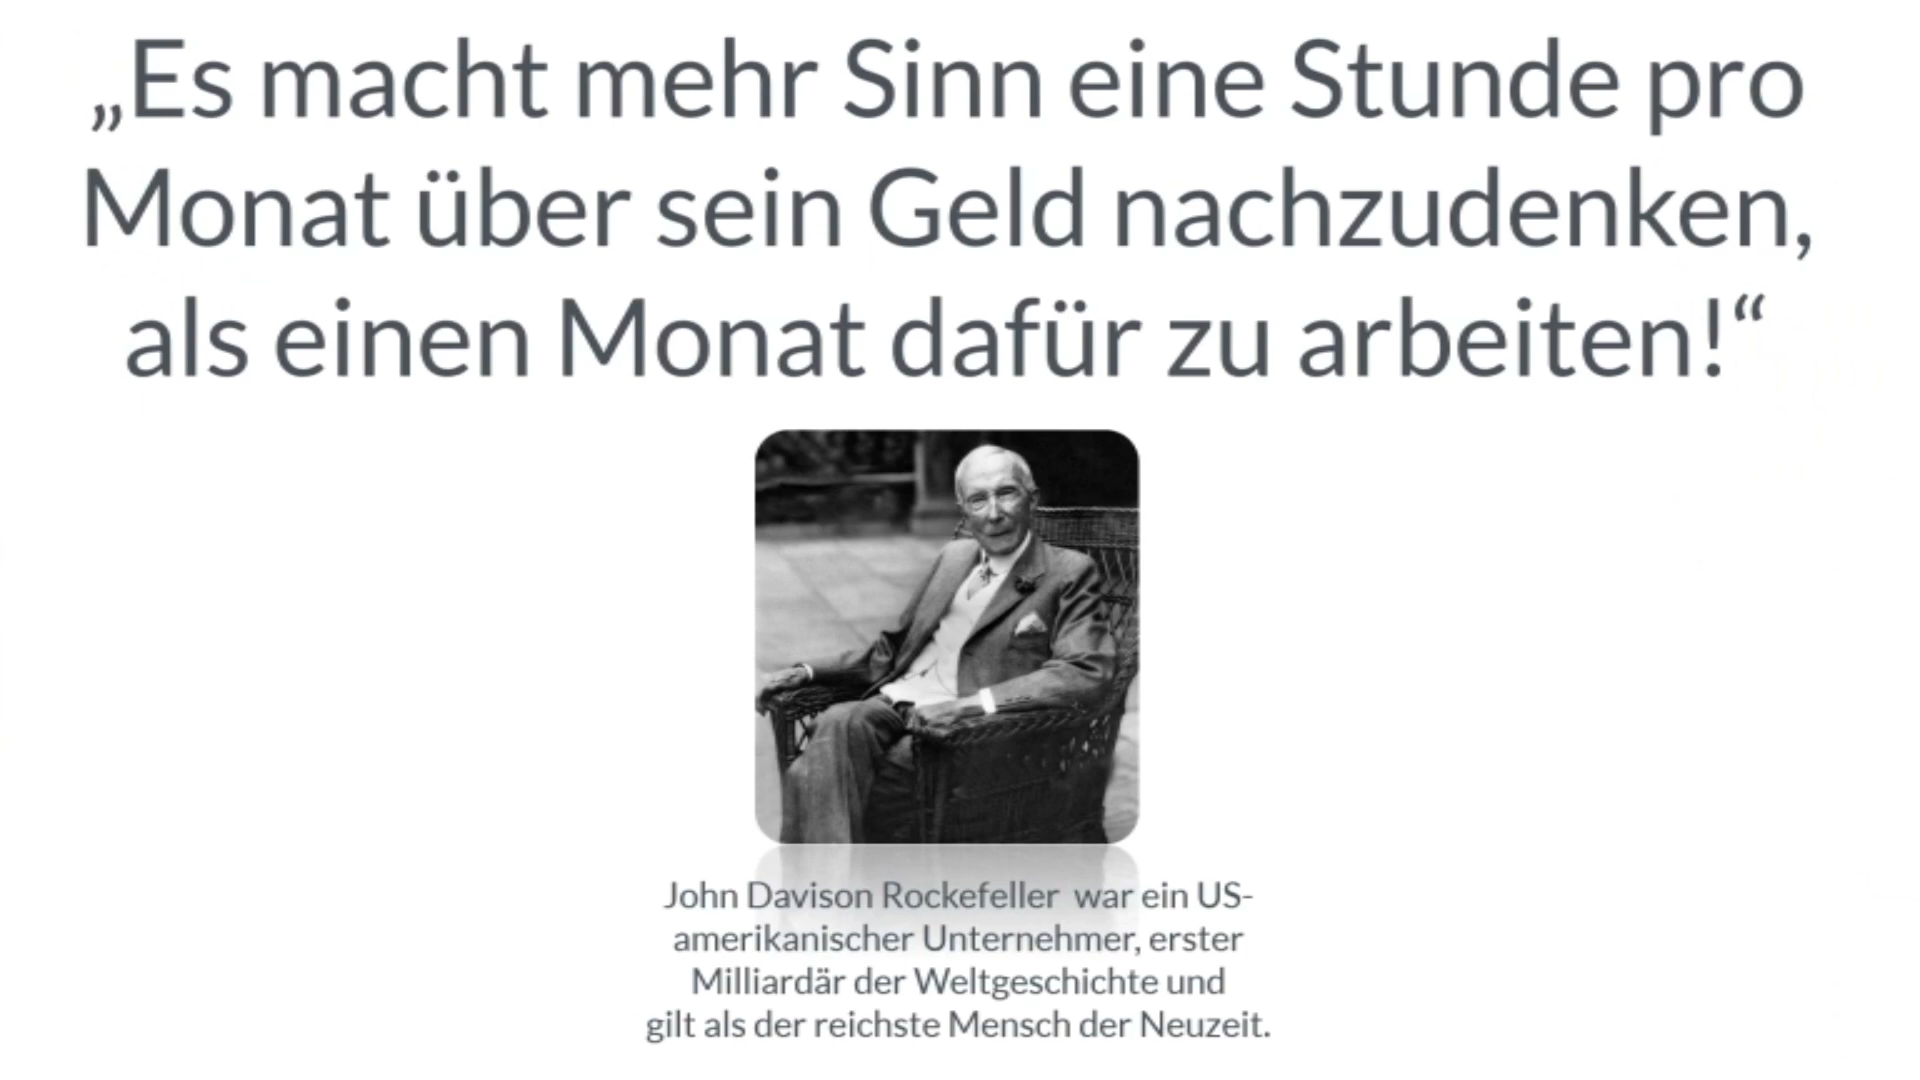 „Es macht mehr Sinn eine Stunde pro
Monat über sein Geld nachzudenken,
als einen Monat dafür zu arbeiten!“
John Davison Rockefeller war ein US-
amerikanischer Unternehmer, erster
Milliardär der Weltgeschichte und
gilt als der reichste Mensch der Neuzeit.